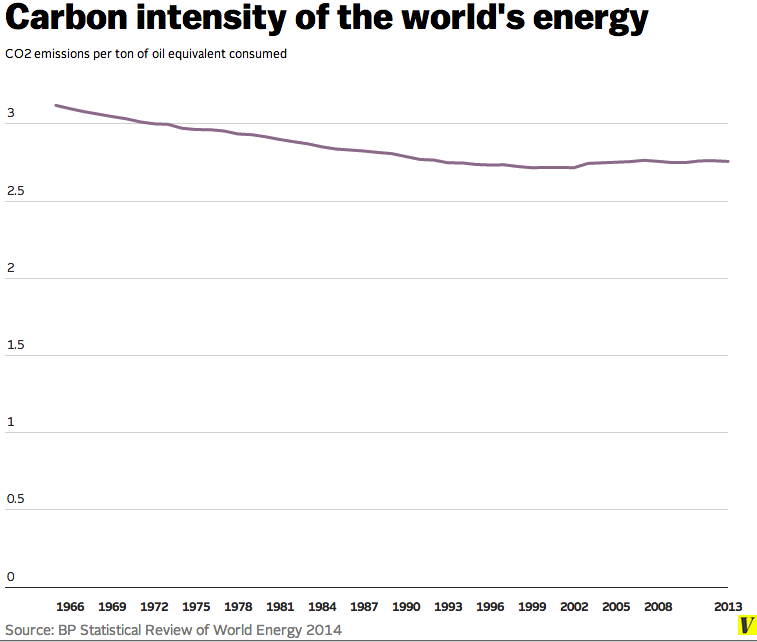 Carbon intensity of the world's energy
CO2 emissions per ton of oil equivalent consumed
3
2.5
2
1.5
1
0.5
0
1966 1969 1972 1975 1978 1981 1984 1987 1990 1993 1996 1999 2002 2005 2008 2013
Source: BP Statistical Review of World Energy 2014
V